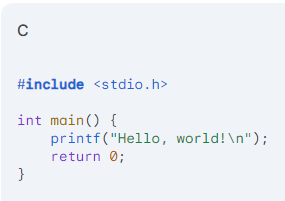 C
#include <stdio.h>
int main() {
    printf("Hello, world!\n");
    return 0;
}